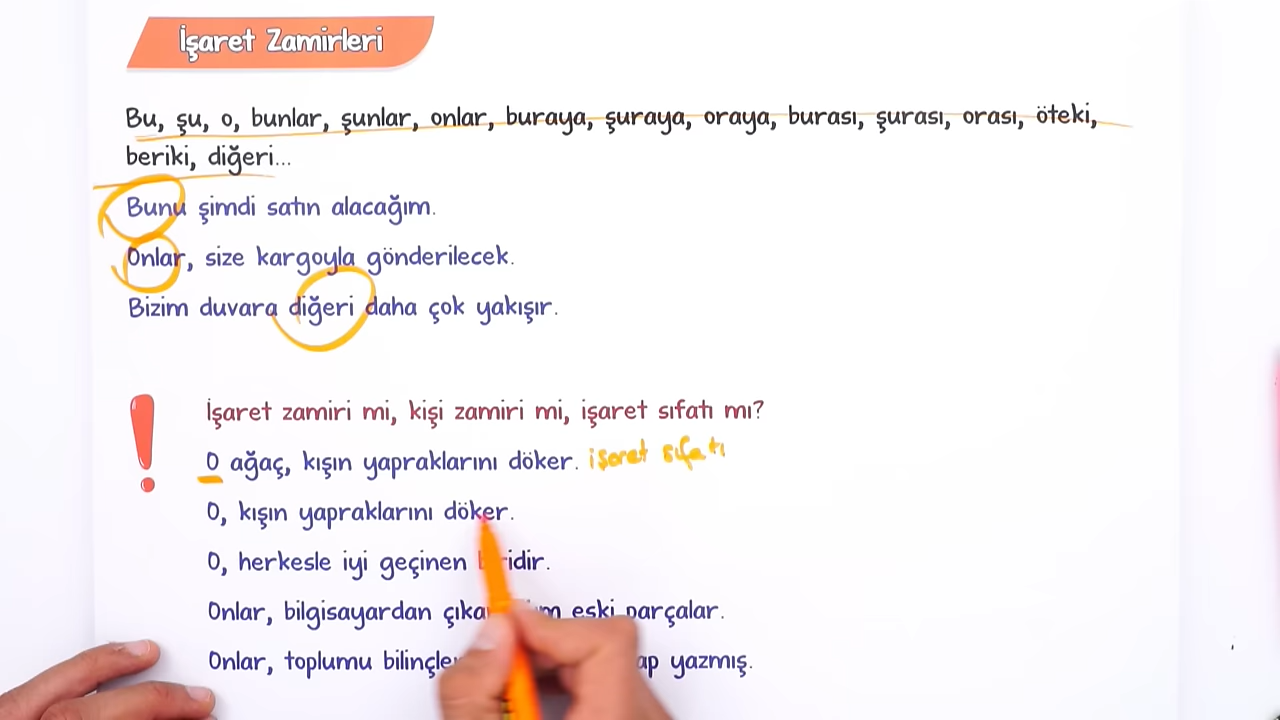 İşaret Zamirleri
Bu, şu, o, bunlar, şunlar, onlar, buraya, şuraya, oraya, burası, şurası, orası, öteki,
beriki, diğeri...
Bunu şimdi satın alacağım.
Onlar, size kargoyla gönderilecek.
Bizim duvara diğeri daha çok yakışır.
İşaret zamiri mi, kişi zamiri mi, işaret sıfatı mı?
O ağaç, kışın yapraklarını döker. işaret sıfatı
O, kışın yapraklarını döker.
O, herkesle iyi geçinen
Onlar, bilgisayardan eski parçalar.
Onlar, toplumu yazmış.